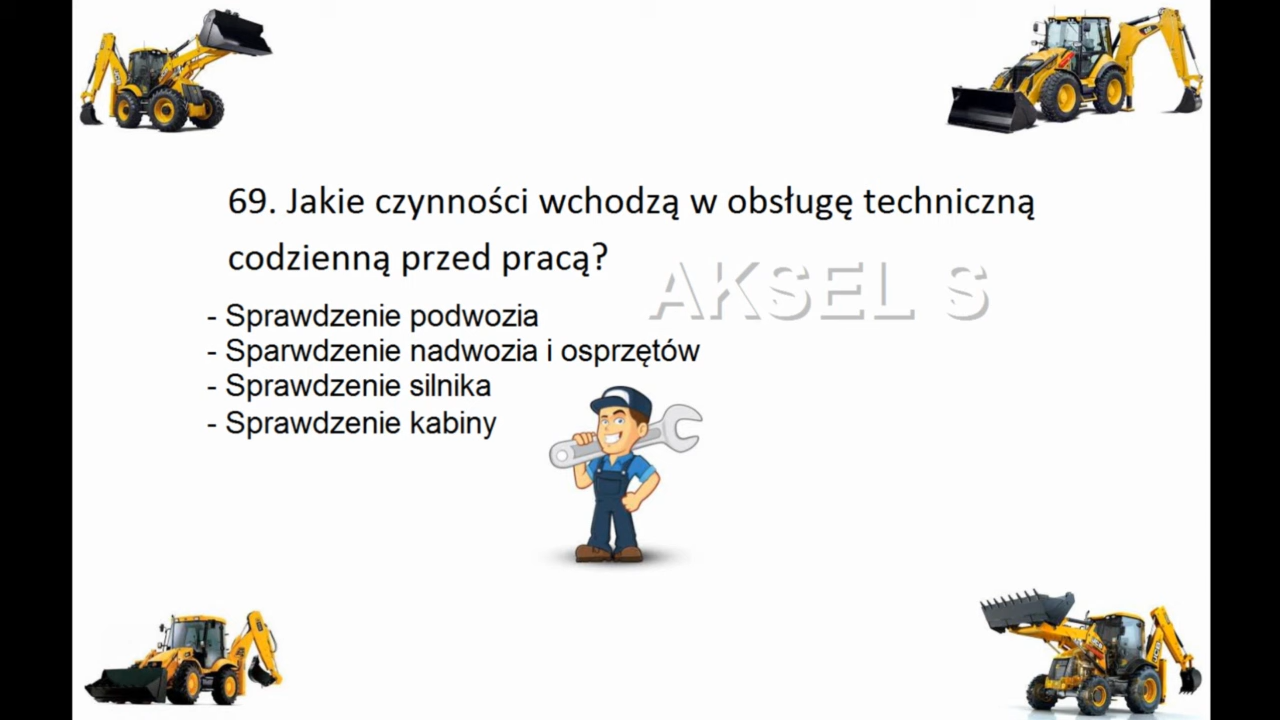 69. Jakie czynności wchodzą w obsługę techniczną
codzienną przed pracą?
AKSEL S
- Sprawdzenie podwozia
- Sparwdzenie nadwozia i osprzętów
- Sprawdzenie silnika
- Sprawdzenie kabiny